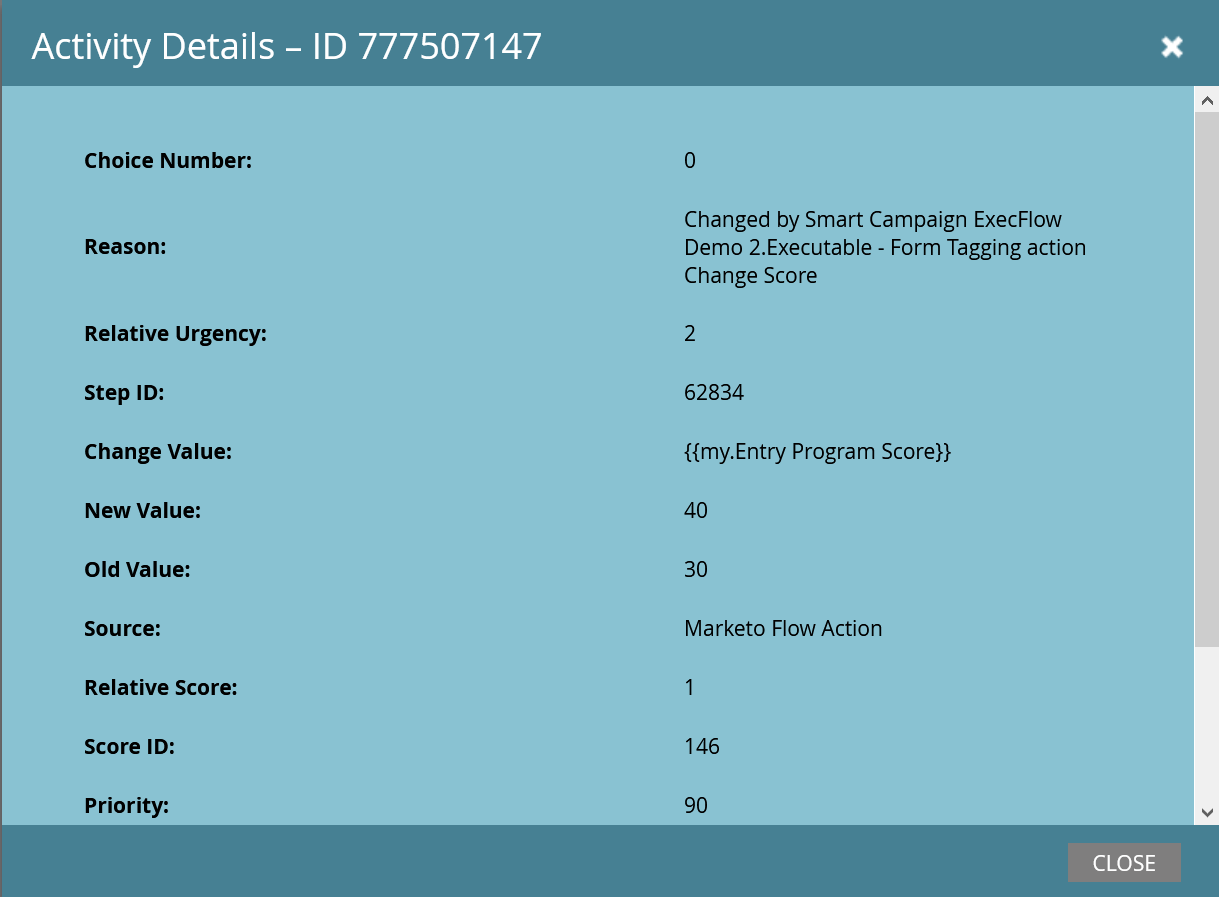 Activity Details – ID 777507147
Choice Number: 0
Reason: Changed by Smart Campaign ExecFlow
Demo 2.Executable - Form Tagging action
Change Score
Relative Urgency: 2
Step ID: 62834
Change Value: {{my.Entry Program Score}}
New Value: 40
Old Value: 30
Source: Marketo Flow Action
Relative Score: 1
Score ID: 146
Priority: 90
CLOSE